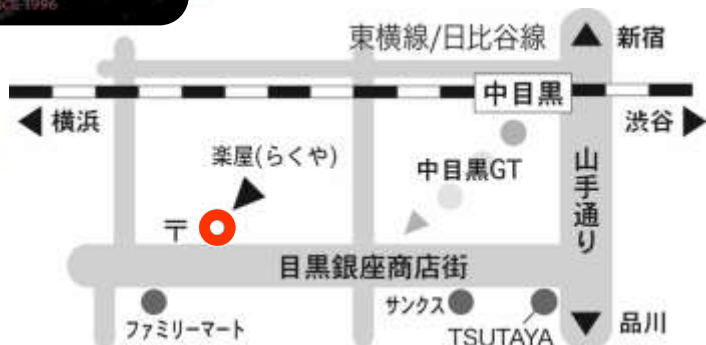 SINCE 1996
東横線/日比谷線
新宿
中目黒
横浜
渋谷
楽屋(らくや)
中目黒GT
山手通り
〒
目黒銀座商店街
ファミリーマート
サンクス
TSUTAYA
品川